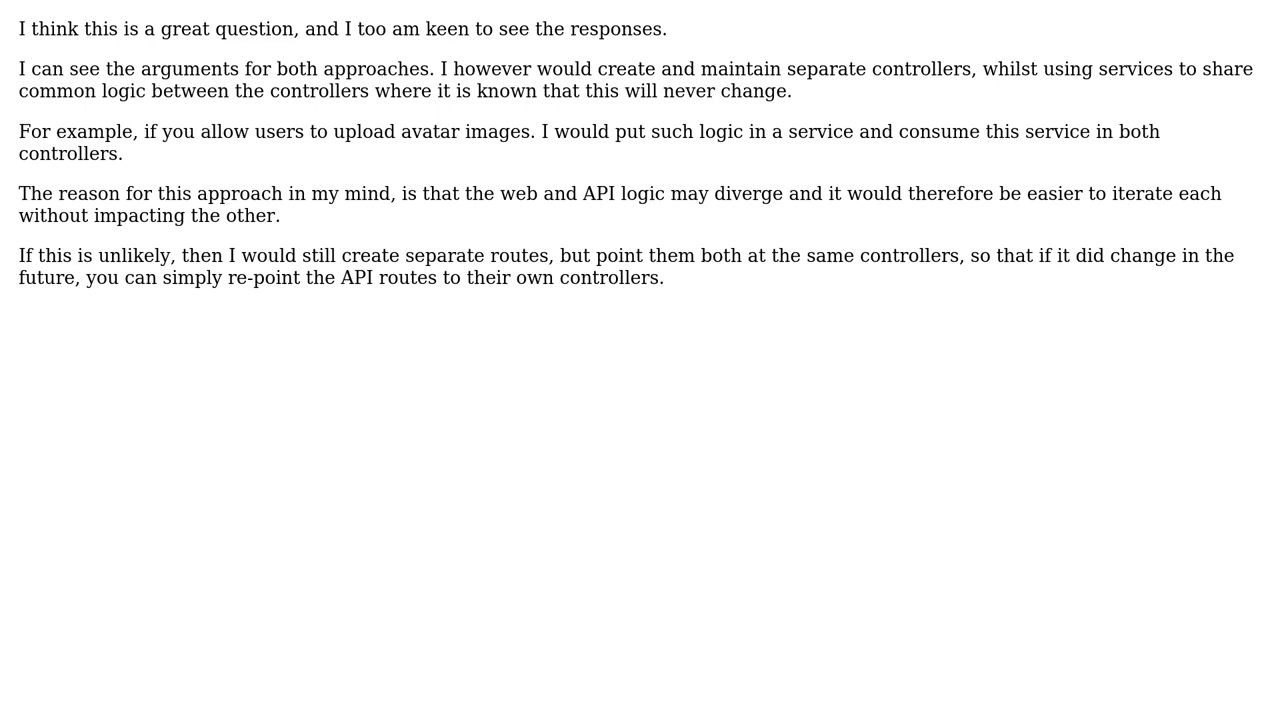 I think this is a great question, and I too am keen to see the responses.
I can see the arguments for both approaches. I however would create and maintain separate controllers, whilst using services to share
common logic between the controllers where it is known that this will never change.
For example, if you allow users to upload avatar images. I would put such logic in a service and consume this service in both
controllers.
The reason for this approach in my mind, is that the web and API logic may diverge and it would therefore be easier to iterate each
without impacting the other.
If this is unlikely, then I would still create separate routes, but point them both at the same controllers, so that if it did change in the
future, you can simply re-point the API routes to their own controllers.